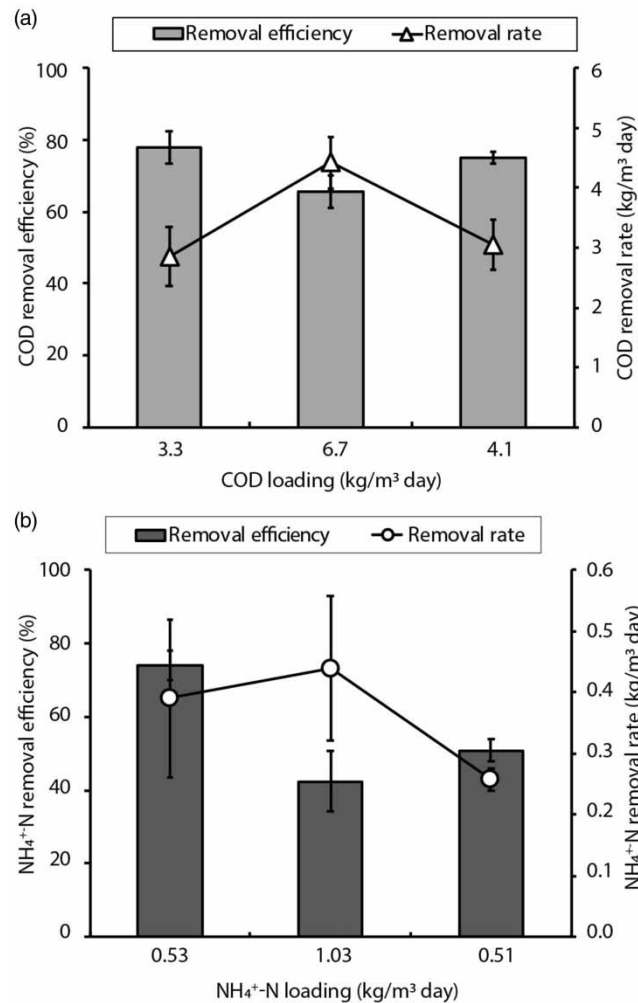 (a)
Removal efficiency Removal rate
100 6
80 5
60 4
40 3
20 2
0 1
0
COD removal efficiency (%)
COD removal rate (kg/m³ day)
3.3 6.7 4.1
COD loading (kg/m³ day)
(b)
Removal efficiency Removal rate
100 0.6
80 0.5
60 0.4
40 0.3
20 0.2
0 0.1
0.0
NH₄⁺-N removal efficiency (%)
NH₄⁺-N removal rate (kg/m³ day)
0.53 1.03 0.51
NH₄⁺-N loading (kg/m³ day)